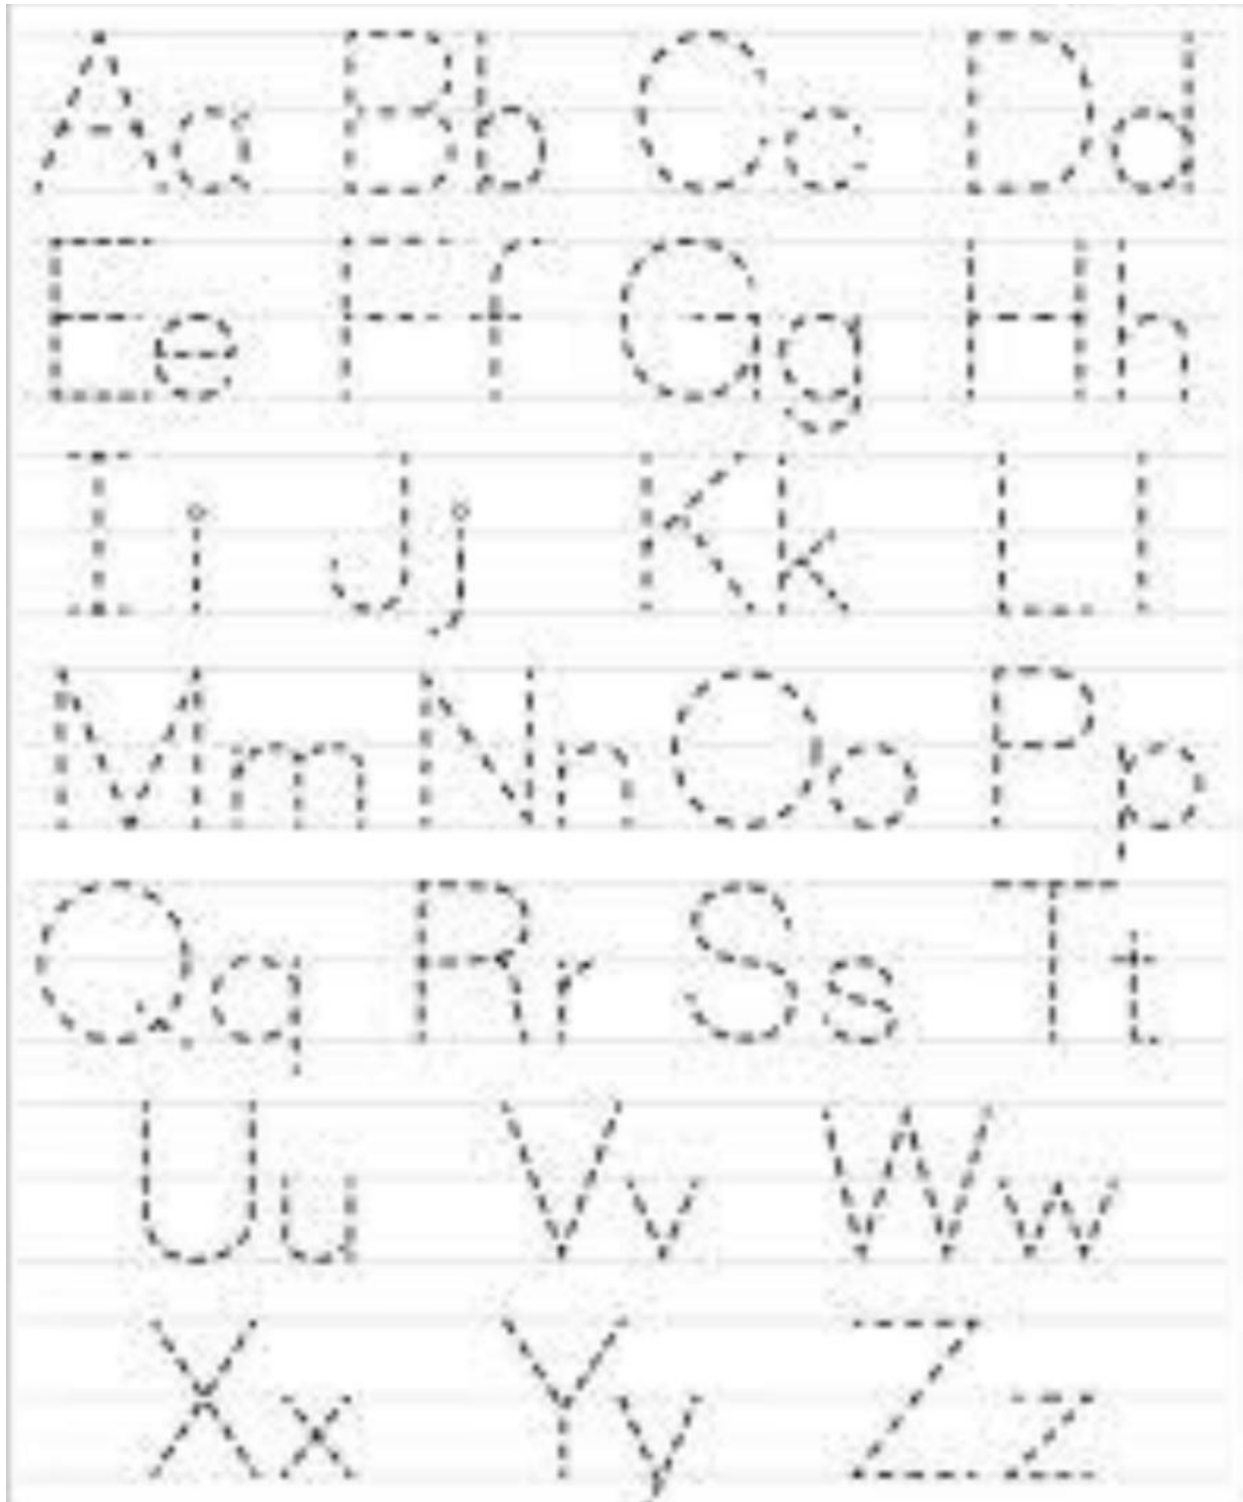 Aa Bb Cc Dd
Ee Ff Gg Hh
Ii Jj Kk Ll
Mm Nn Oo Pp
Qq Rr Ss Tt
Uu Vv Ww
Xx Yy Zz